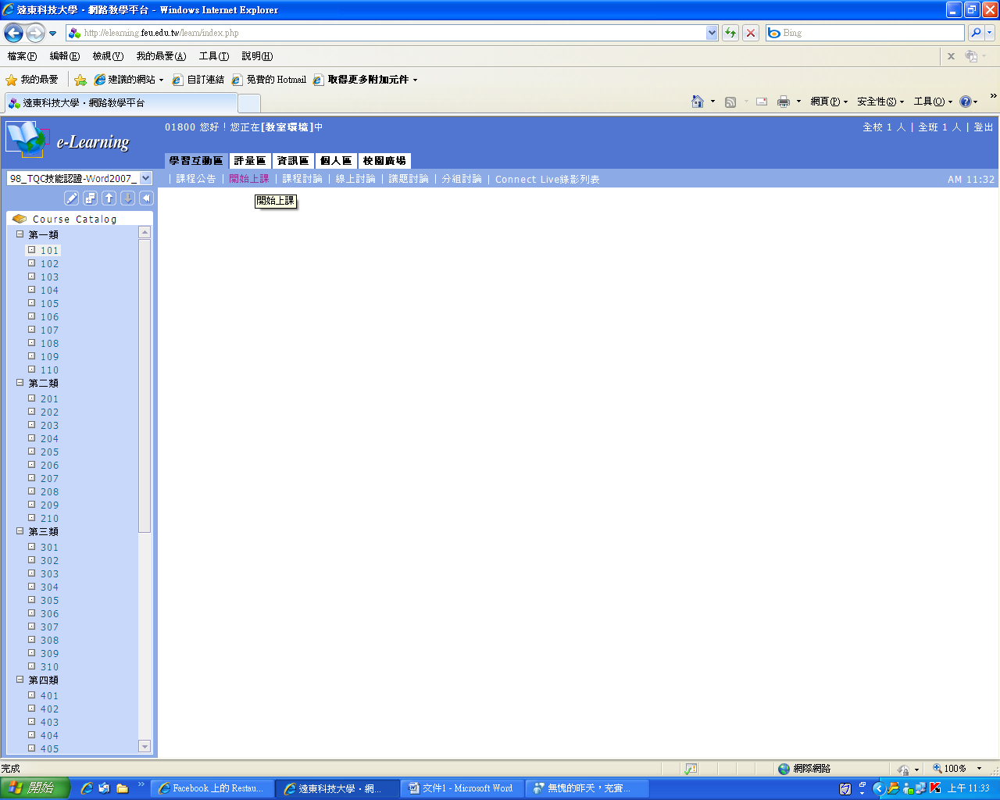 遠東科技大學・網路教學平台 - Windows Internet Explorer
http://elearning.feu.edu.tw/learn/index.php
Bing
檔案(F) 編輯(E) 檢視(V) 我的最愛(A) 工具(T) 說明(H)
我的最愛 建議的網站 自訂連結 免費的 Hotmail 取得更多附加元件
遠東科技大學・網路教學平台
網頁(P) 安全性(S) 工具(O)
e-Learning
01800 您好！您正在[教室環境]中
全校 1 人 | 全班 1 人 | 登出
學習互動區 評量區 資訊區 個人區 校園廣場
98_TQC技能認證-Word2007_
| 課程公告 | 開始上課 | 課程討論 | 線上討論 | 議題討論 | 分組討論 | Connect Live錄影列表
AM 11:32
開始上課
Course Catalog
第一類
101
102
103
104
105
106
107
108
109
110
第二類
201
202
203
204
205
206
207
208
209
210
第三類
301
302
303
304
305
306
307
308
309
310
第四類
401
402
403
404
405
完成
網際網路
100%
開始
Facebook 上的 Restau...
遠東科技大學・網...
文件1 - Microsoft Word
無愧的昨天，充實...
上午 11:33